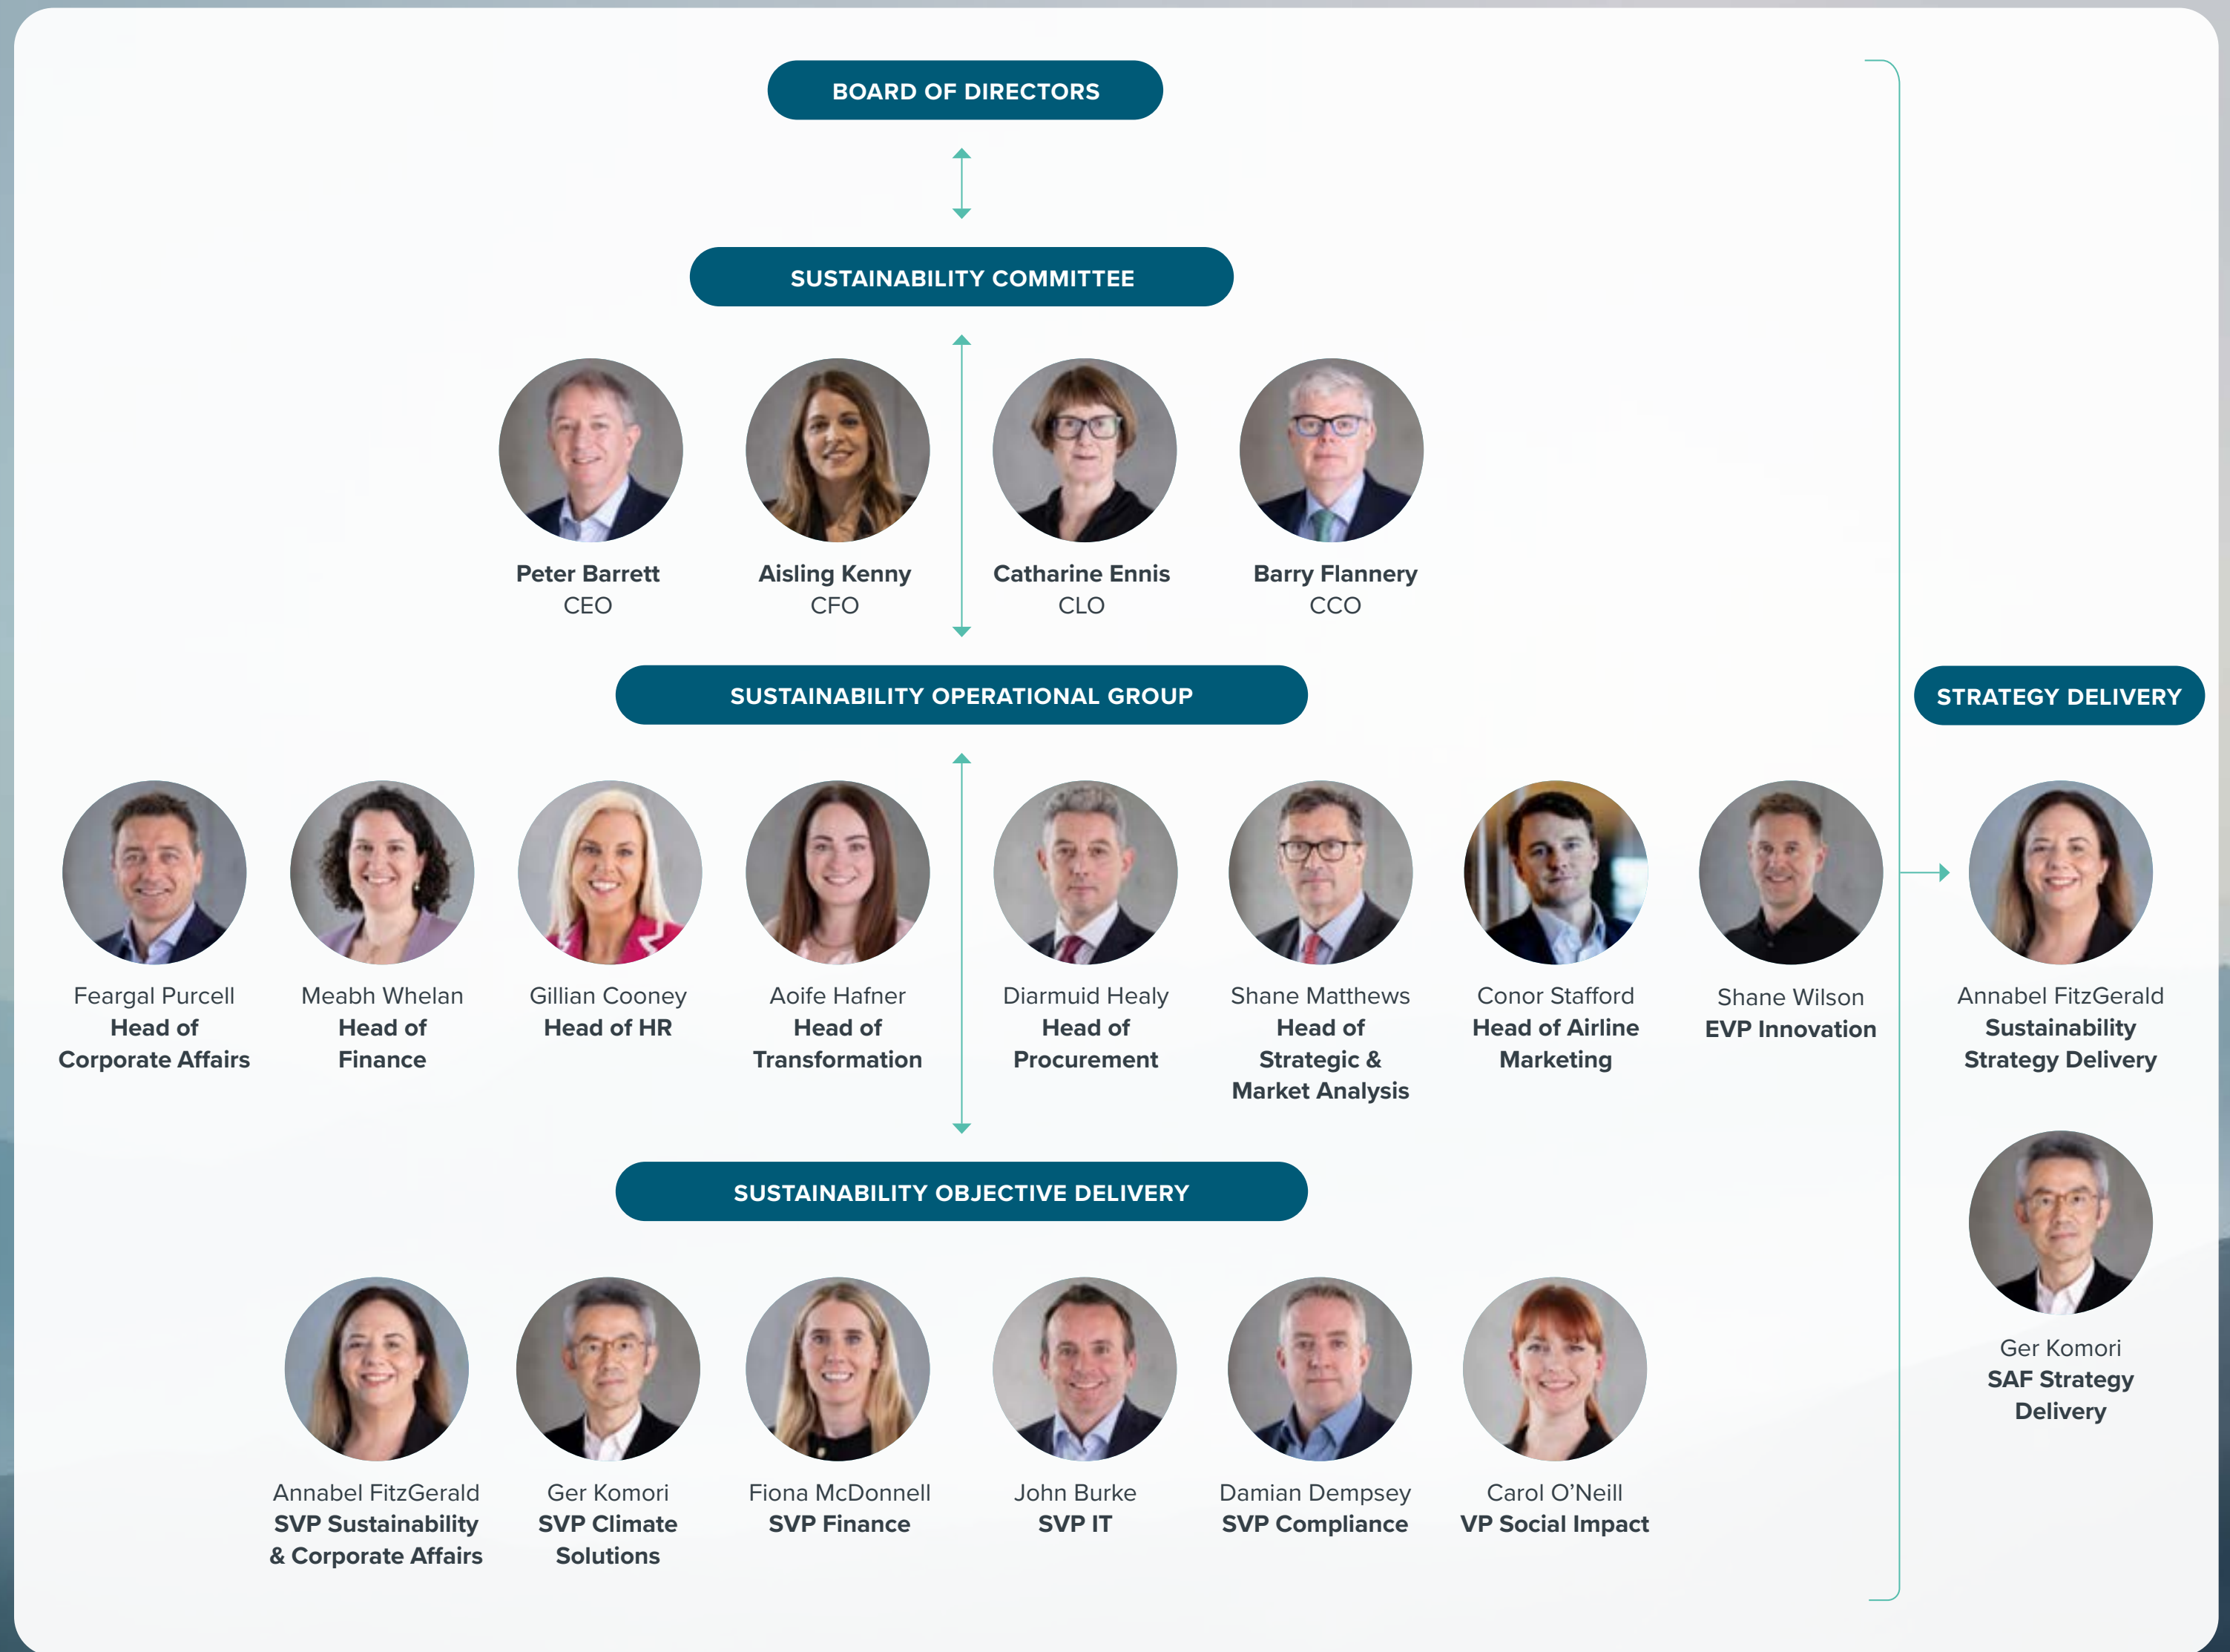 BOARD OF DIRECTORS
SUSTAINABILITY COMMITTEE
Peter Barrett
CEO
Aisling Kenny
CFO
Catharine Ennis
CLO
Barry Flannery
CCO
SUSTAINABILITY OPERATIONAL GROUP
Feargal Purcell
Head of
Corporate Affairs
Meabh Whelan
Head of
Finance
Gillian Cooney
Head of HR
Aoife Hafner
Head of
Transformation
Diarmuid Healy
Head of
Procurement
Shane Matthews
Head of
Strategic &
Market Analysis
Conor Stafford
Head of Airline
Marketing
Shane Wilson
EVP Innovation
SUSTAINABILITY OBJECTIVE DELIVERY
Annabel FitzGerald
SVP Sustainability
& Corporate Affairs
Ger Komori
SVP Climate
Solutions
Fiona McDonnell
SVP Finance
John Burke
SVP IT
Damian Dempsey
SVP Compliance
Carol O’Neill
VP Social Impact
STRATEGY DELIVERY
Annabel FitzGerald
Sustainability
Strategy Delivery
Ger Komori
SAF Strategy
Delivery